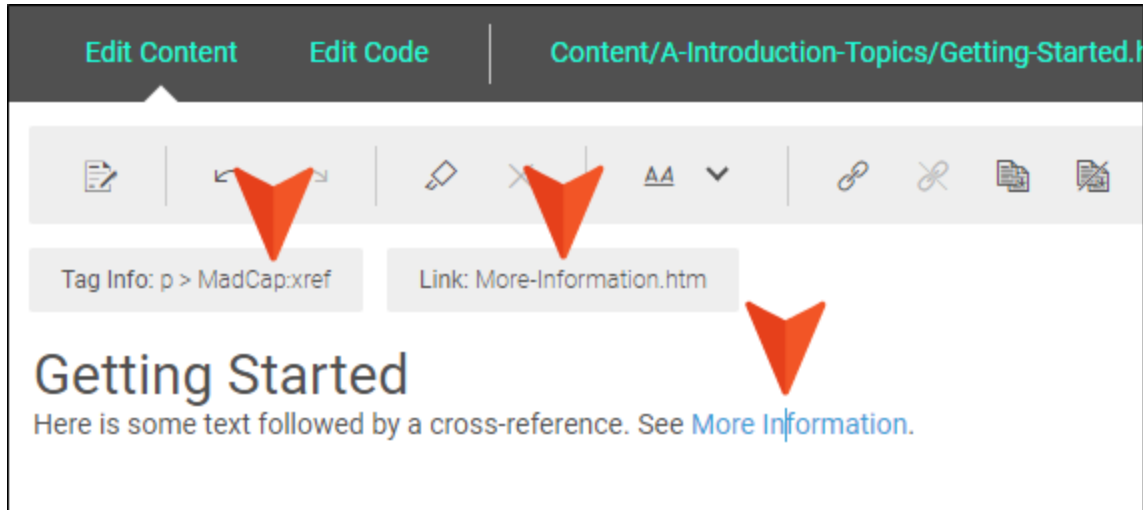 Edit Content Edit Code Content/A-Introduction-Topics/Getting-Started.h
AA
Tag Info: p > MadCap:xref Link: More-Information.htm
Getting Started
Here is some text followed by a cross-reference. See More Information.